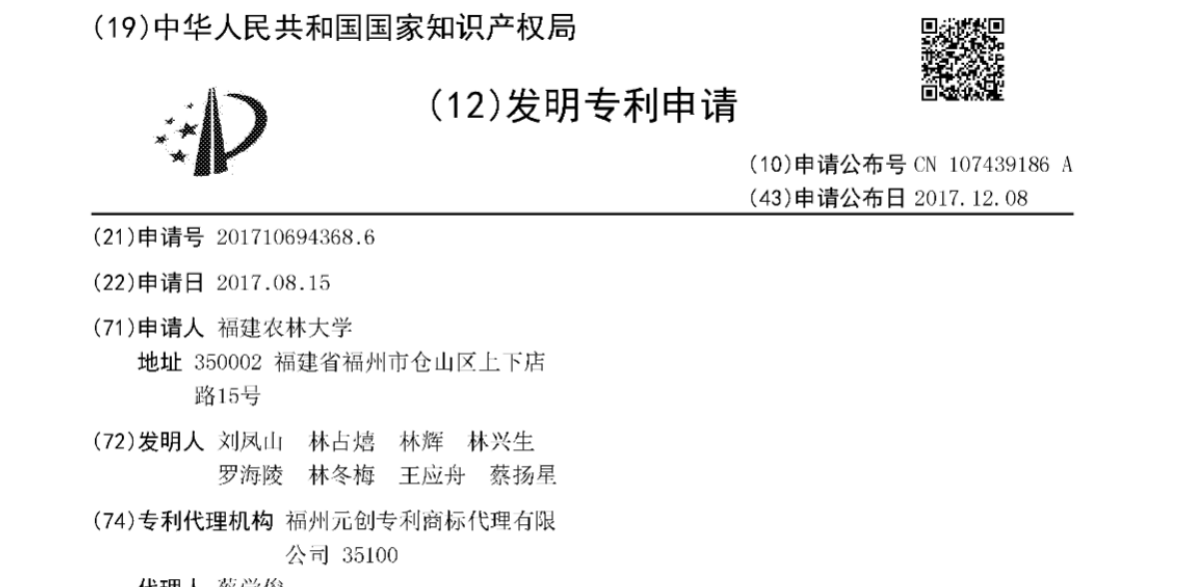 (19)中华人民共和国国家知识产权局
(12)发明专利申请
(10)申请公布号 CN 107439186 A
(43)申请公布日 2017.12.08
(21)申请号 201710694368.6
(22)申请日 2017.08.15
(71)申请人 福建农林大学
地址 350002 福建省福州市仓山区上下店
路15号
(72)发明人 刘凤山 林占熺 林辉 林兴生
罗海陵 林冬梅 王应舟 蔡扬星
(74)专利代理机构 福州元创专利商标代理有限
公司 35100
代理人 蔡学俊